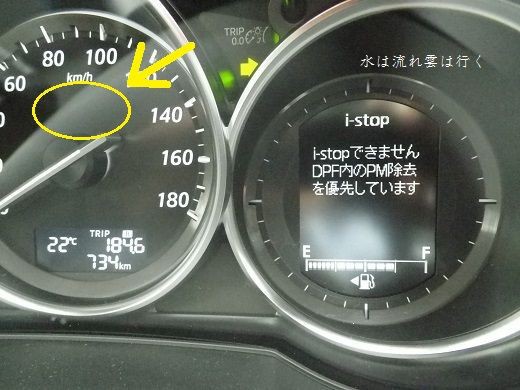 60
80
100
140
160
180
km/h
TRIP
0.0
水は流れ雲は行く
i-stop
i-stopできません
DPF内のPM除去
を優先しています
22℃
TRIP
184.6
734km
E
F